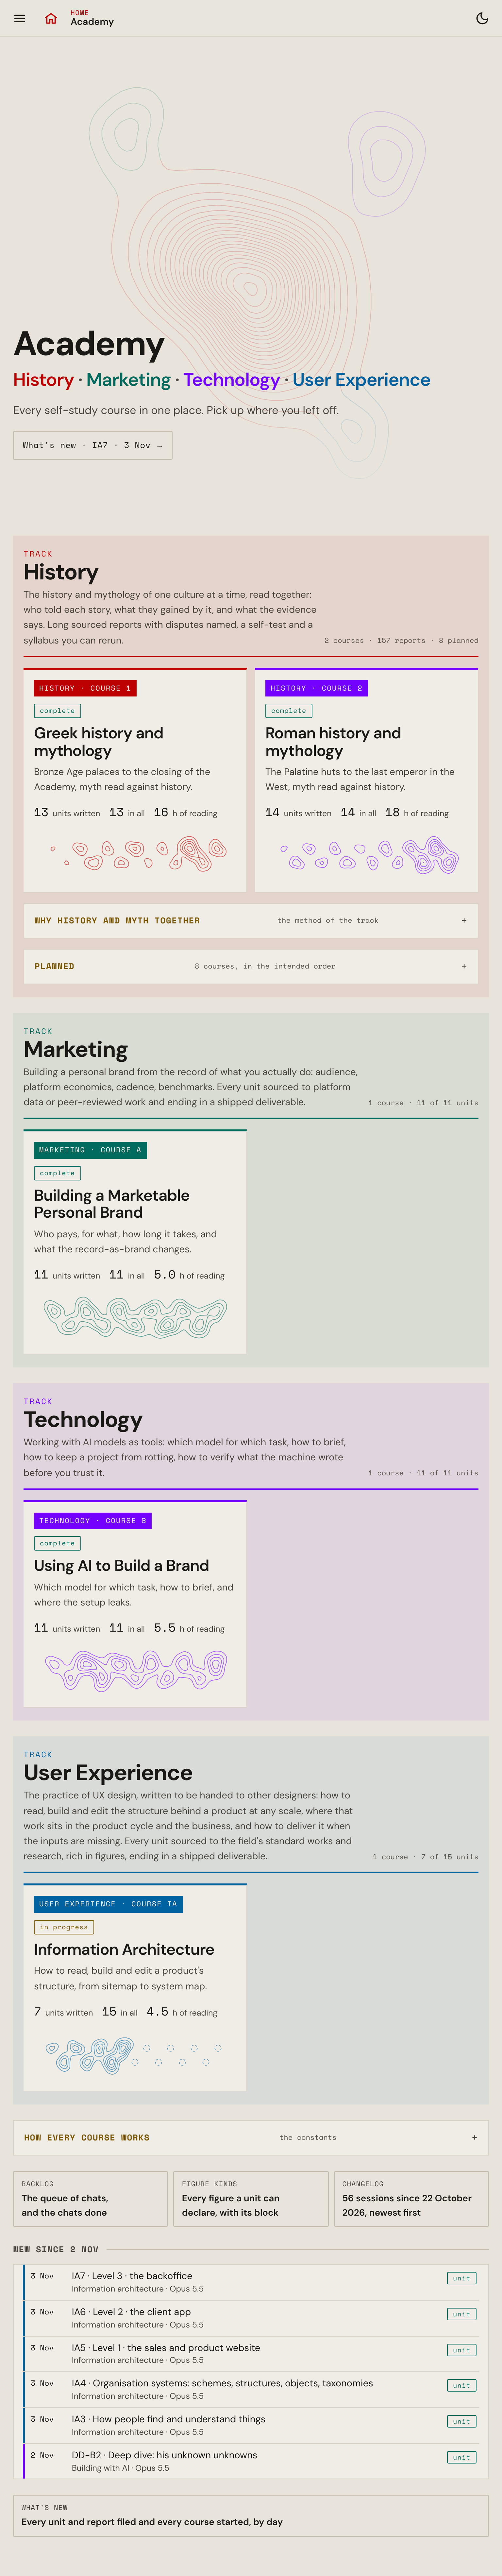 HOME
Academy
Academy
History · Marketing · Technology · User Experience
Every self-study course in one place. Pick up where you left off.
What's new · IA7 · 3 Nov →
TRACK
History
The history and mythology of one culture at a time, read together:
who told each story, what they gained by it, and what the evidence
says. Long sourced reports with disputes named, a self-test and a
syllabus you can rerun.
2 courses · 157 reports · 8 planned
HISTORY · COURSE 1
complete
Greek history and
mythology
Bronze Age palaces to the closing of the
Academy, myth read against history.
13 units written 13 in all 16 h of reading
HISTORY · COURSE 2
complete
Roman history and
mythology
The Palatine huts to the last emperor in the
West, myth read against history.
14 units written 14 in all 18 h of reading
WHY HISTORY AND MYTH TOGETHER the method of the track +
PLANNED 8 courses, in the intended order +
TRACK
Marketing
Building a personal brand from the record of what you actually do: audience,
platform economics, cadence, benchmarks. Every unit sourced to platform
data or peer-reviewed work and ending in a shipped deliverable.
1 course · 11 of 11 units
MARKETING · COURSE A
complete
Building a Marketable
Personal Brand
Who pays, for what, how long it takes, and
what the record-as-brand changes.
11 units written 11 in all 5.0 h of reading
TRACK
Technology
Working with AI models as tools: which model for which task, how to brief,
how to keep a project from rotting, how to verify what the machine wrote
before you trust it.
1 course · 11 of 11 units
TECHNOLOGY · COURSE B
complete
Using AI to Build a Brand
Which model for which task, how to brief, and
where the setup leaks.
11 units written 11 in all 5.5 h of reading
TRACK
User Experience
The practice of UX design, written to be handed to other designers: how to
read, build and edit the structure behind a product at any scale, where that
work sits in the product cycle and the business, and how to deliver it when
the inputs are missing. Every unit sourced to the field's standard works and
research, rich in figures, ending in a shipped deliverable.
1 course · 7 of 15 units
USER EXPERIENCE · COURSE IA
in progress
Information Architecture
How to read, build and edit a product's
structure, from sitemap to system map.
7 units written 15 in all 4.5 h of reading
HOW EVERY COURSE WORKS the constants +
BACKLOG
The queue of chats,
and the chats done
FIGURE KINDS
Every figure a unit can
declare, with its block
CHANGELOG
56 sessions since 22 October
2026, newest first
NEW SINCE 2 NOV
3 Nov IA7 · Level 3 · the backoffice unit
Information architecture · Opus 5.5
3 Nov IA6 · Level 2 · the client app unit
Information architecture · Opus 5.5
3 Nov IA5 · Level 1 · the sales and product website unit
Information architecture · Opus 5.5
3 Nov IA4 · Organisation systems: schemes, structures, objects, taxonomies unit
Information architecture · Opus 5.5
3 Nov IA3 · How people find and understand things unit
Information architecture · Opus 5.5
2 Nov DD-B2 · Deep dive: his unknown unknowns unit
Building with AI · Opus 5.5
WHAT'S NEW
Every unit and report filed and every course started, by day